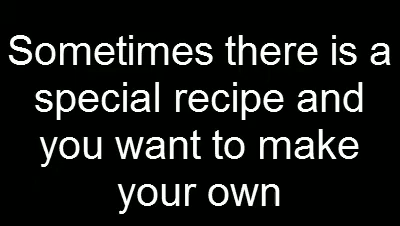 Sometimes there is a
special recipe and
you want to make
your own